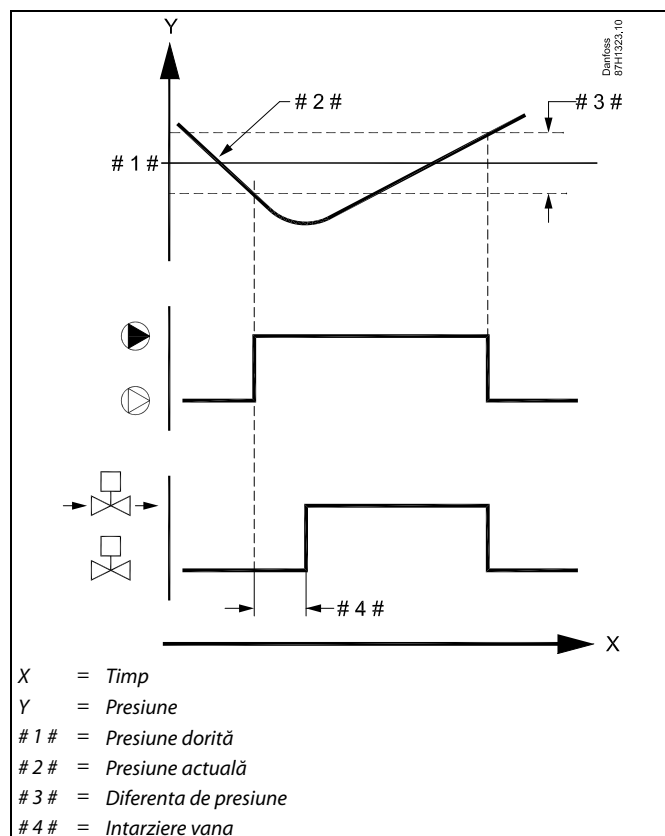 Y
Danfoss
87H1323,10
# 2 #
# 3 #
# 1 #
# 4 #
X
X = Timp
Y = Presiune
# 1 # = Presiune dorită
# 2 # = Presiune actuală
# 3 # = Diferenta de presiune
# 4 # = Intarziere vana